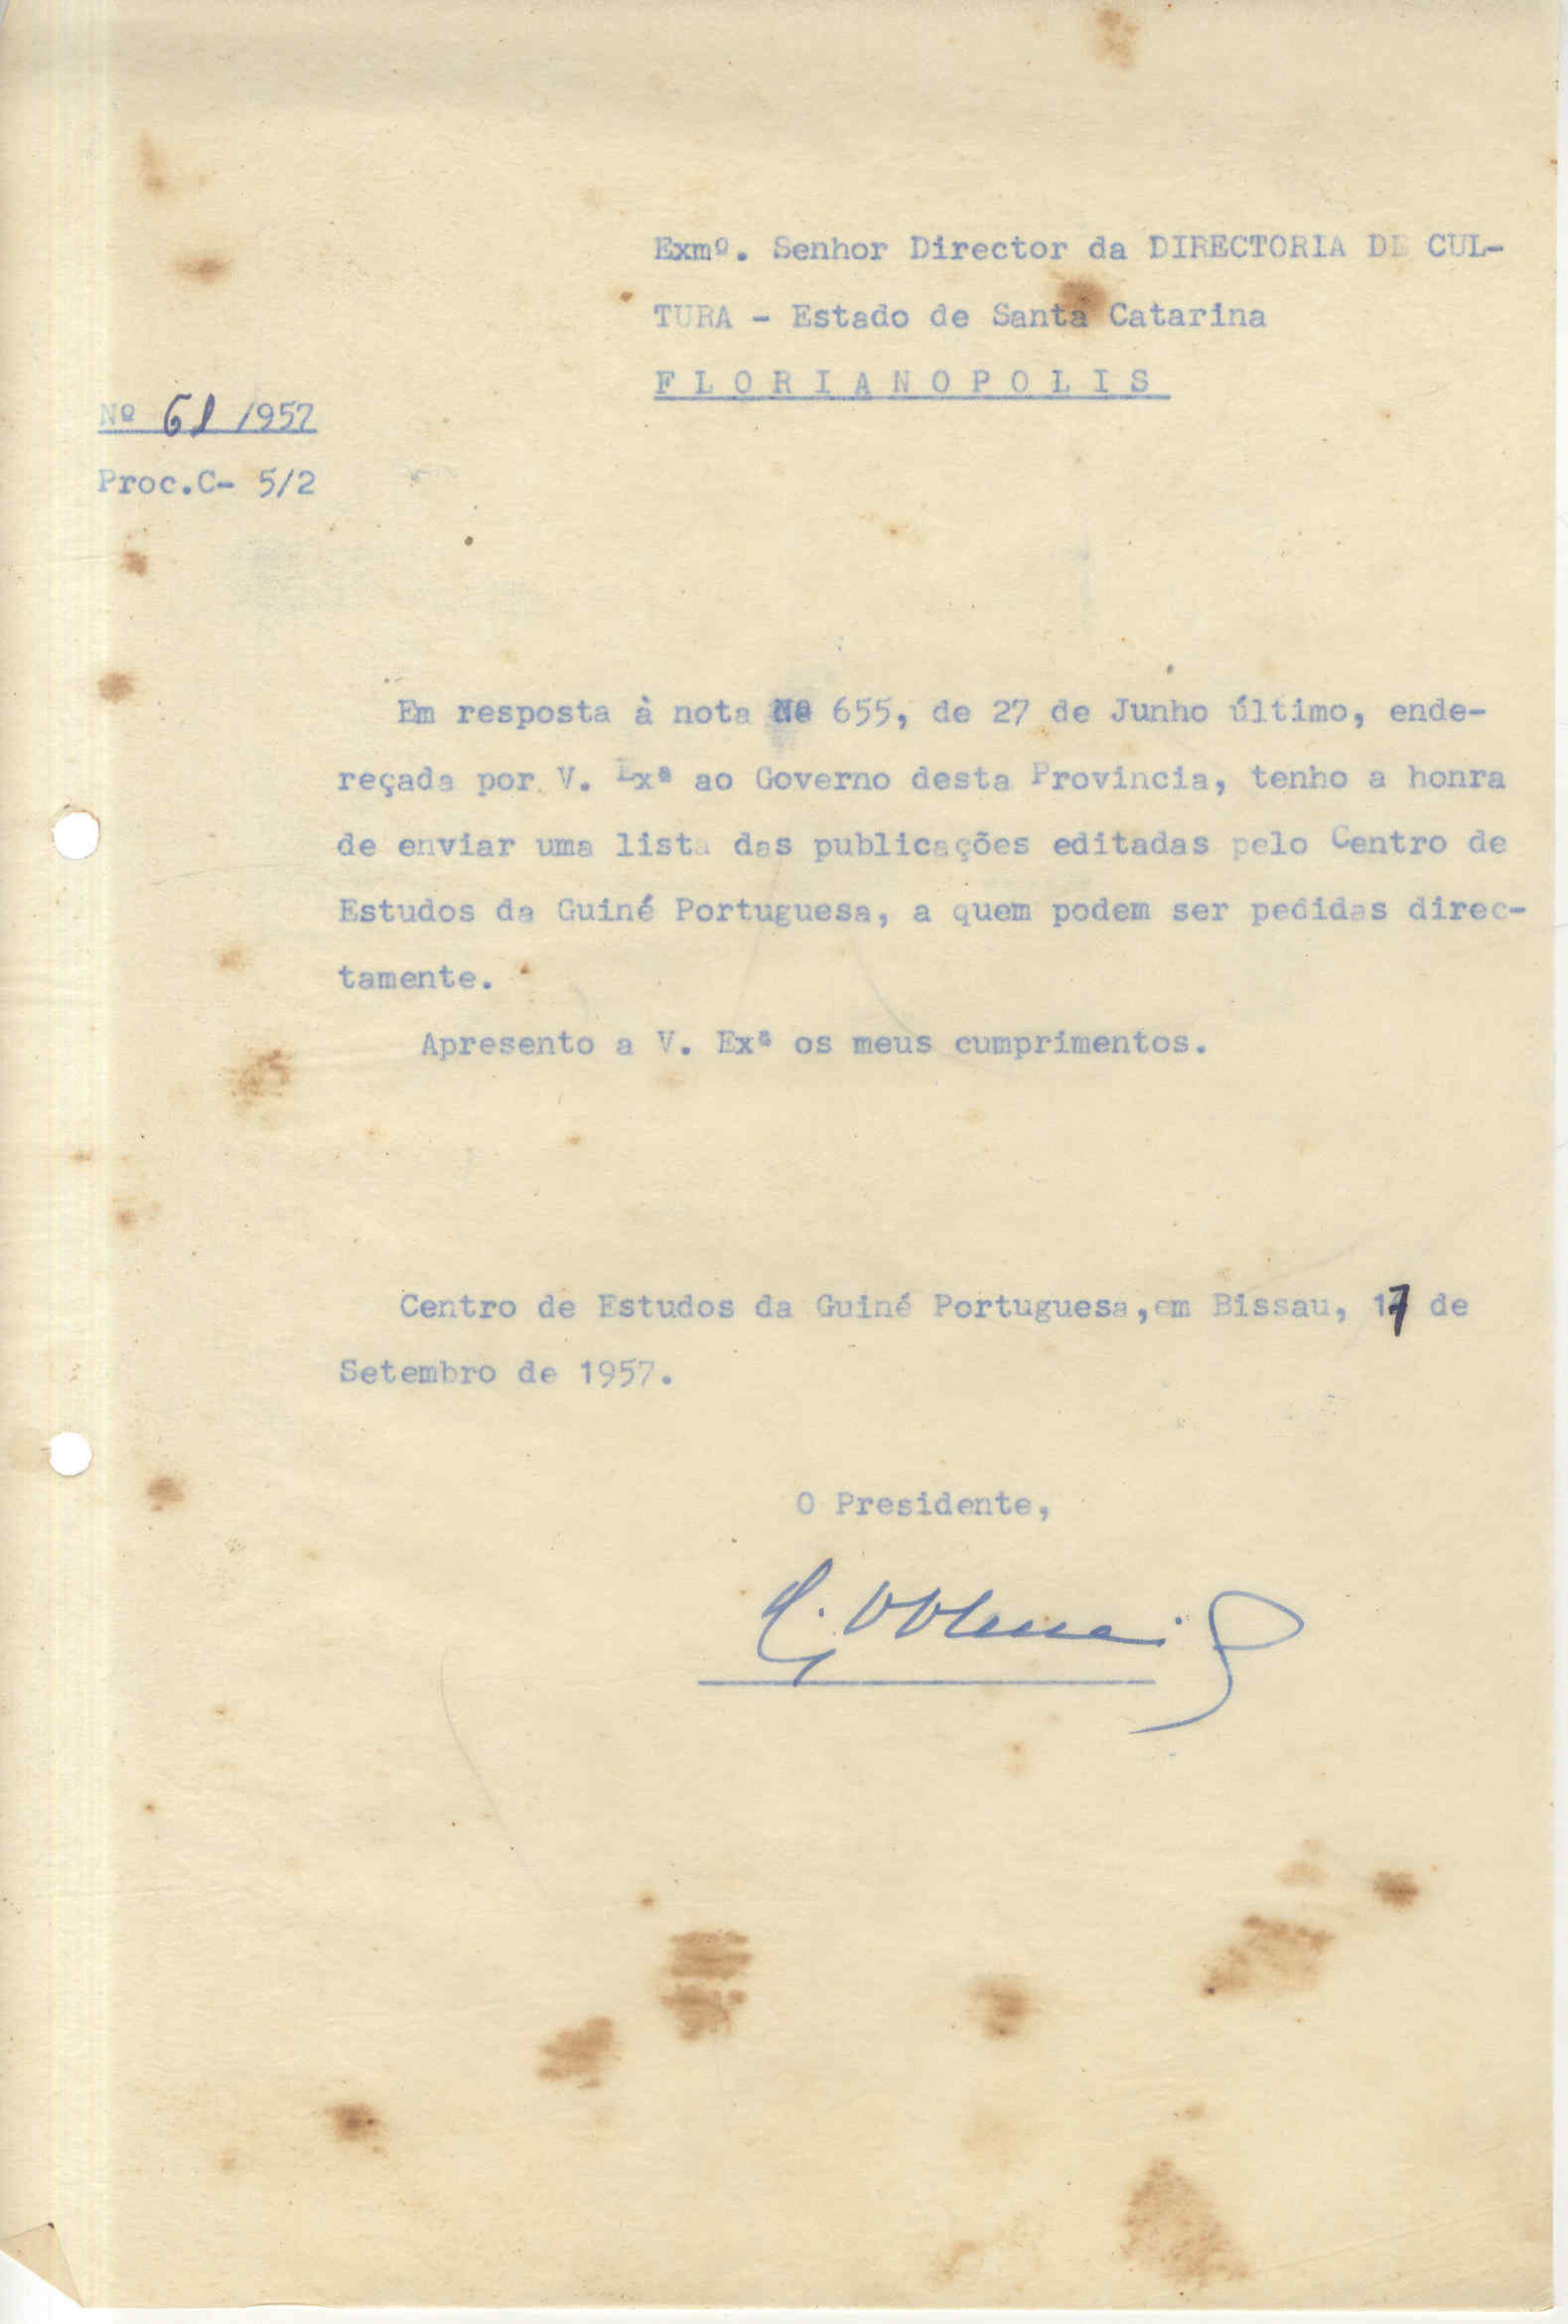 Exmº. Senhor Director da DIRECTORIA DE CUL-
TURA - Estado de Santa Catarina
FLORIANOPOLIS
Nº 61 /957
Proc.C- 5/2
Em resposta à nota Nº 655, de 27 de Junho último, ende-
reçada por V. Exª ao Governo desta Provincia, tenho a honra
de enviar uma lista das publicações editadas pelo Centro de
Estudos da Guiné Portuguesa, a quem podem ser pedidas direc-
tamente.
Apresento a V. Exª os meus cumprimentos.
Centro de Estudos da Guiné Portuguesa,em Bissau, 17 de
Setembro de 1957.
O Presidente,